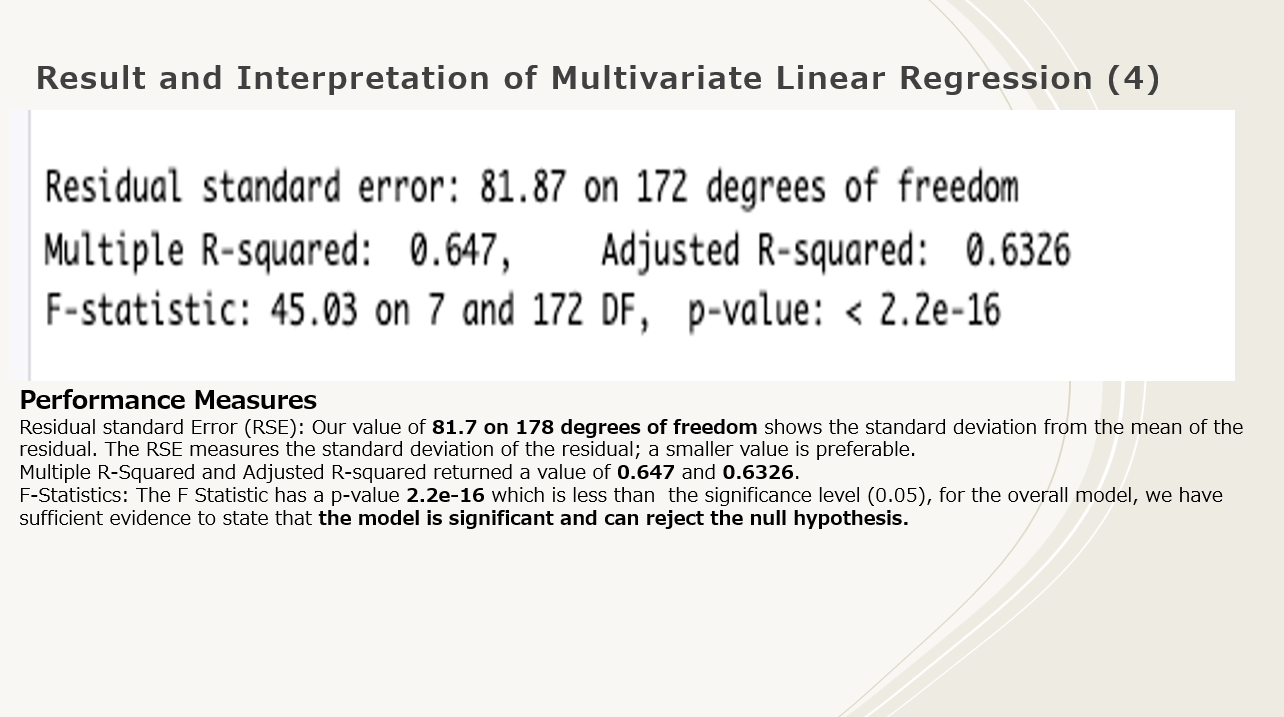 Result and Interpretation of Multivariate Linear Regression (4)
Residual standard error: 81.87 on 172 degrees of freedom
Multiple R-squared:  0.647,     Adjusted R-squared:  0.6326
F-statistic: 45.03 on 7 and 172 DF,  p-value: < 2.2e-16
Performance Measures
Residual standard Error (RSE): Our value of 81.7 on 178 degrees of freedom shows the standard deviation from the mean of the
residual. The RSE measures the standard deviation of the residual; a smaller value is preferable.
Multiple R-Squared and Adjusted R-squared returned a value of 0.647 and 0.6326.
F-Statistics: The F Statistic has a p-value 2.2e-16 which is less than  the significance level (0.05), for the overall model, we have
sufficient evidence to state that the model is significant and can reject the null hypothesis.